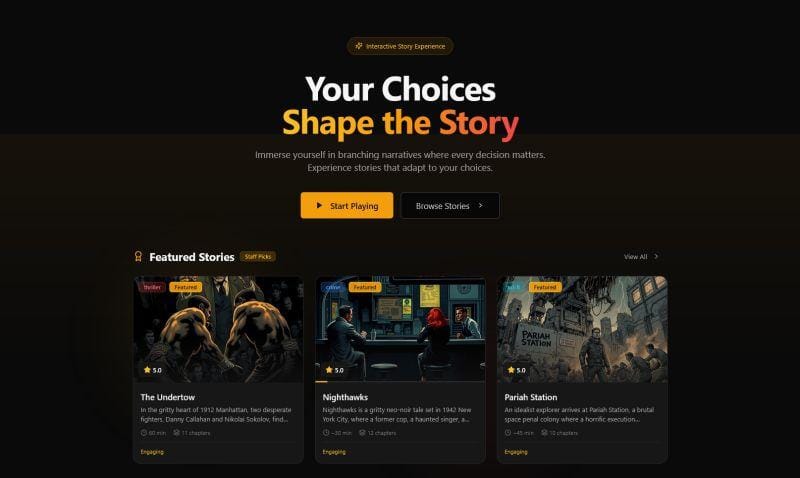 Interactive Story Experience
Your Choices
Shape the Story
Immerse yourself in branching narratives where every decision matters.
Experience stories that adapt to your choices.
Start Playing
Browse Stories
Featured Stories
Staff Picks
View All
thriller
Featured
5.0
The Undertow
In the gritty heart of 1912 Manhattan, two desperate
fighters, Danny Callahan and Nikolai Sokolov, find...
60 min
11 chapters
Engaging
crime
Featured
5.0
Nighthawks
Nighthawks is a gritty neo-noir tale set in 1942 New
York City, where a former cop, a haunted singer, a...
~30 min
12 chapters
Engaging
sci-fi
Featured
PARIAH
STATION
5.0
Pariah Station
An idealist explorer arrives at Pariah Station, a brutal
space penal colony where a horrific execution...
~45 min
10 chapters
Engaging